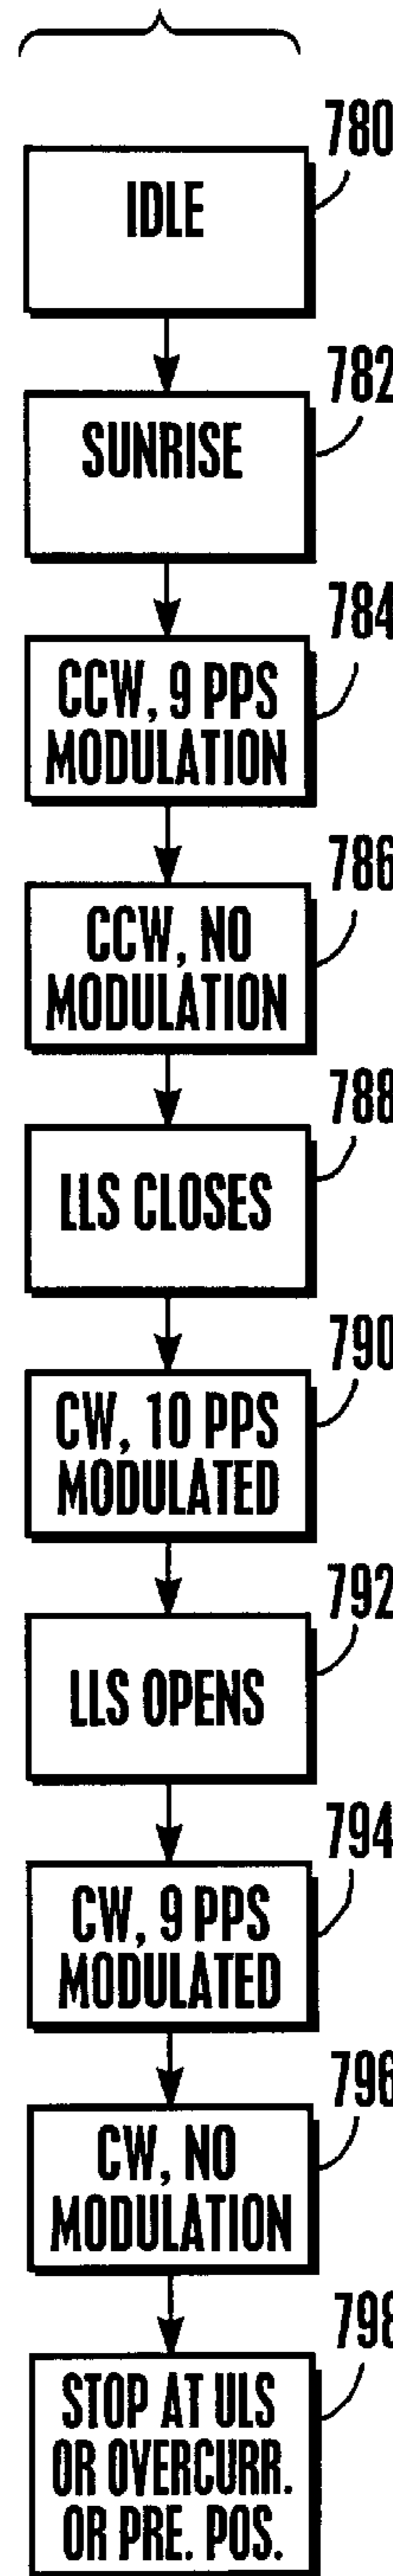 780
IDLE
782
SUNRISE
784
CCW, 9 PPS
MODULATION
786
CCW, NO
MODULATION
788
LLS CLOSES
790
CW, 10 PPS
MODULATED
792
LLS OPENS
794
CW, 9 PPS
MODULATED
796
CW, NO
MODULATION
798
STOP AT ULS
OR OVERCURR.
OR PRE. POS.